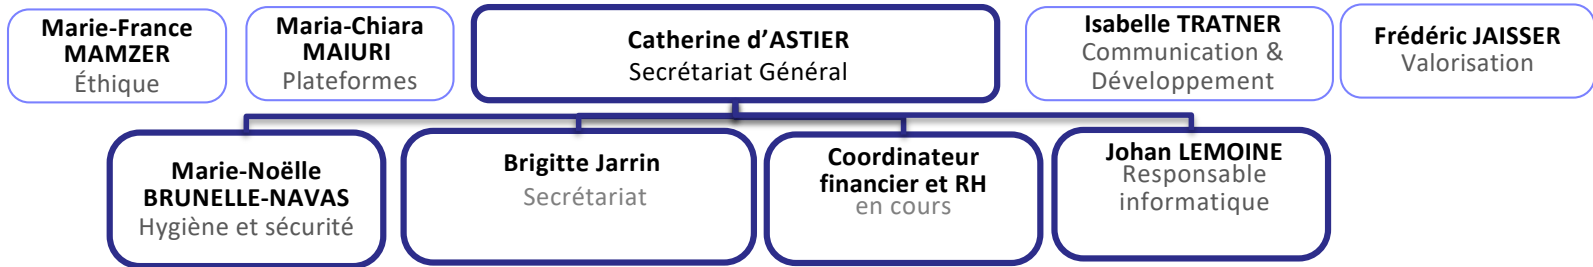 Marie-France
MAMZER
Éthique
Maria-Chiara
MAIURI
Plateformes
Catherine d’ASTIER
Secrétariat Général
Isabelle TRATNER
Communication &
Développement
Frédéric JAISSER
Valorisation
Marie-Noëlle
BRUNELLE-NAVAS
Hygiène et sécurité
Brigitte Jarrin
Secrétariat
Coordinateur
financier et RH
en cours
Johan LEMOINE
Responsable
informatique